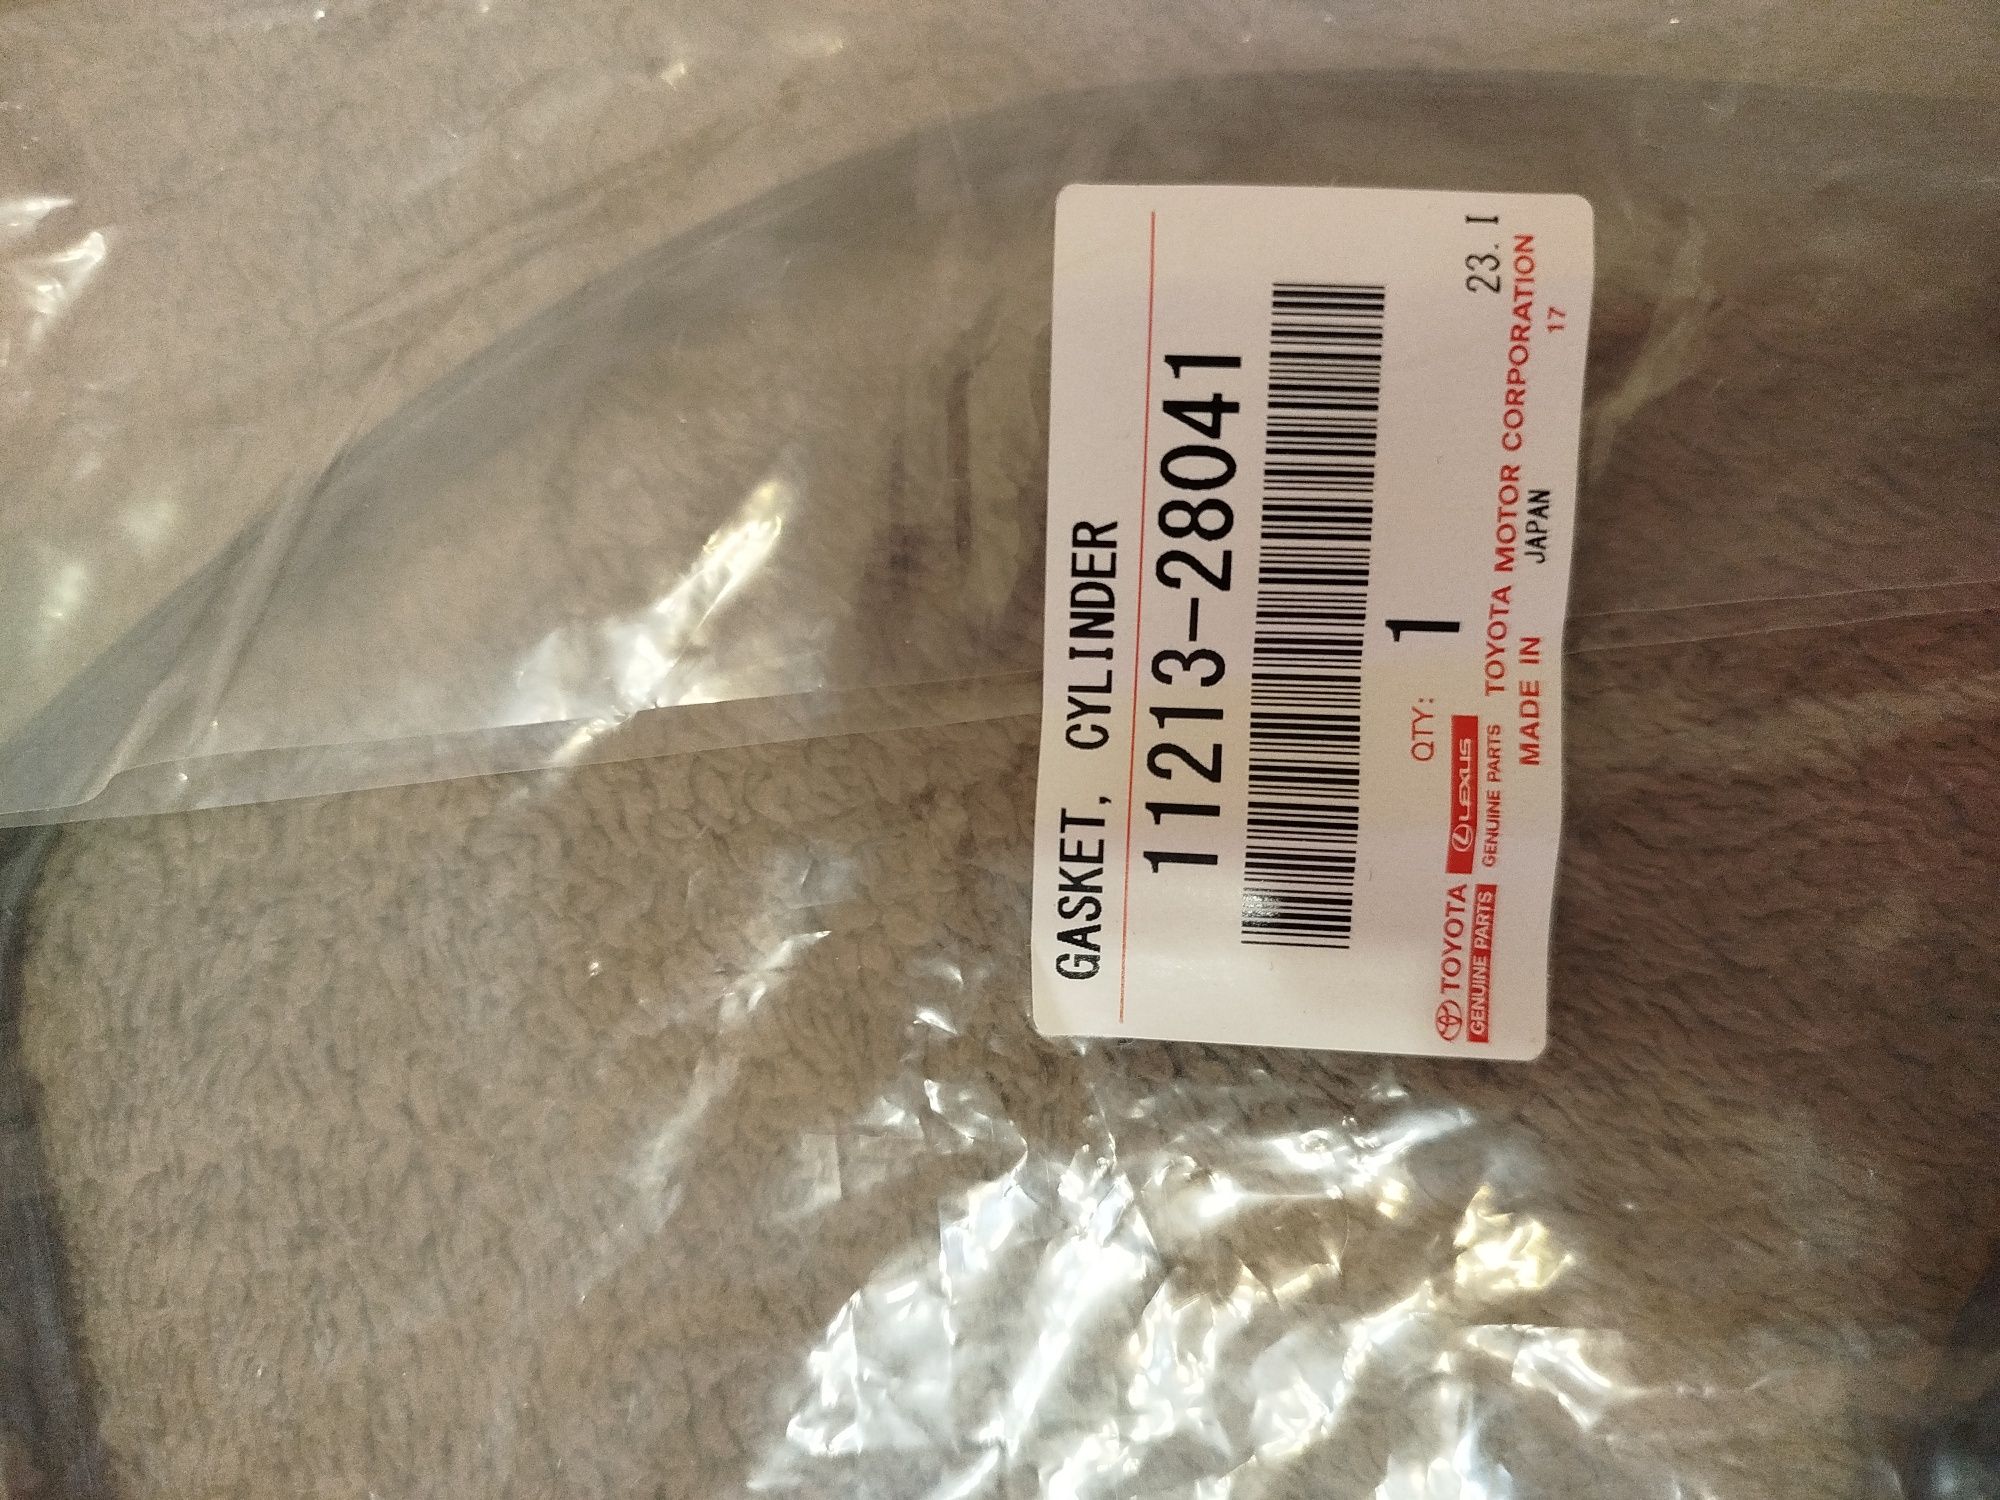 GASKET, CYLINDER
11213-28041
QTY: 1
TOYOTA LEXUS 23. I
GENUINE PARTS GENUINE PARTS TOYOTA MOTOR CORPORATION
MADE IN JAPAN 17